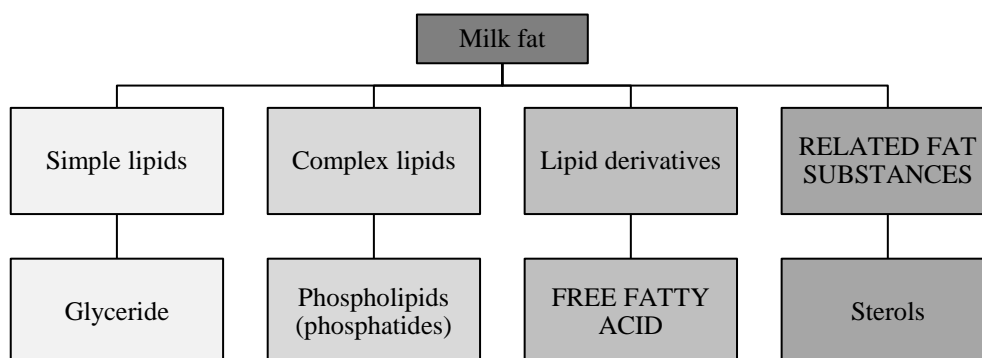 Milk fat
Simple lipids
Complex lipids
Lipid derivatives
RELATED FAT
SUBSTANCES
Glyceride
Phospholipids
(phosphatides)
FREE FATTY
ACID
Sterols